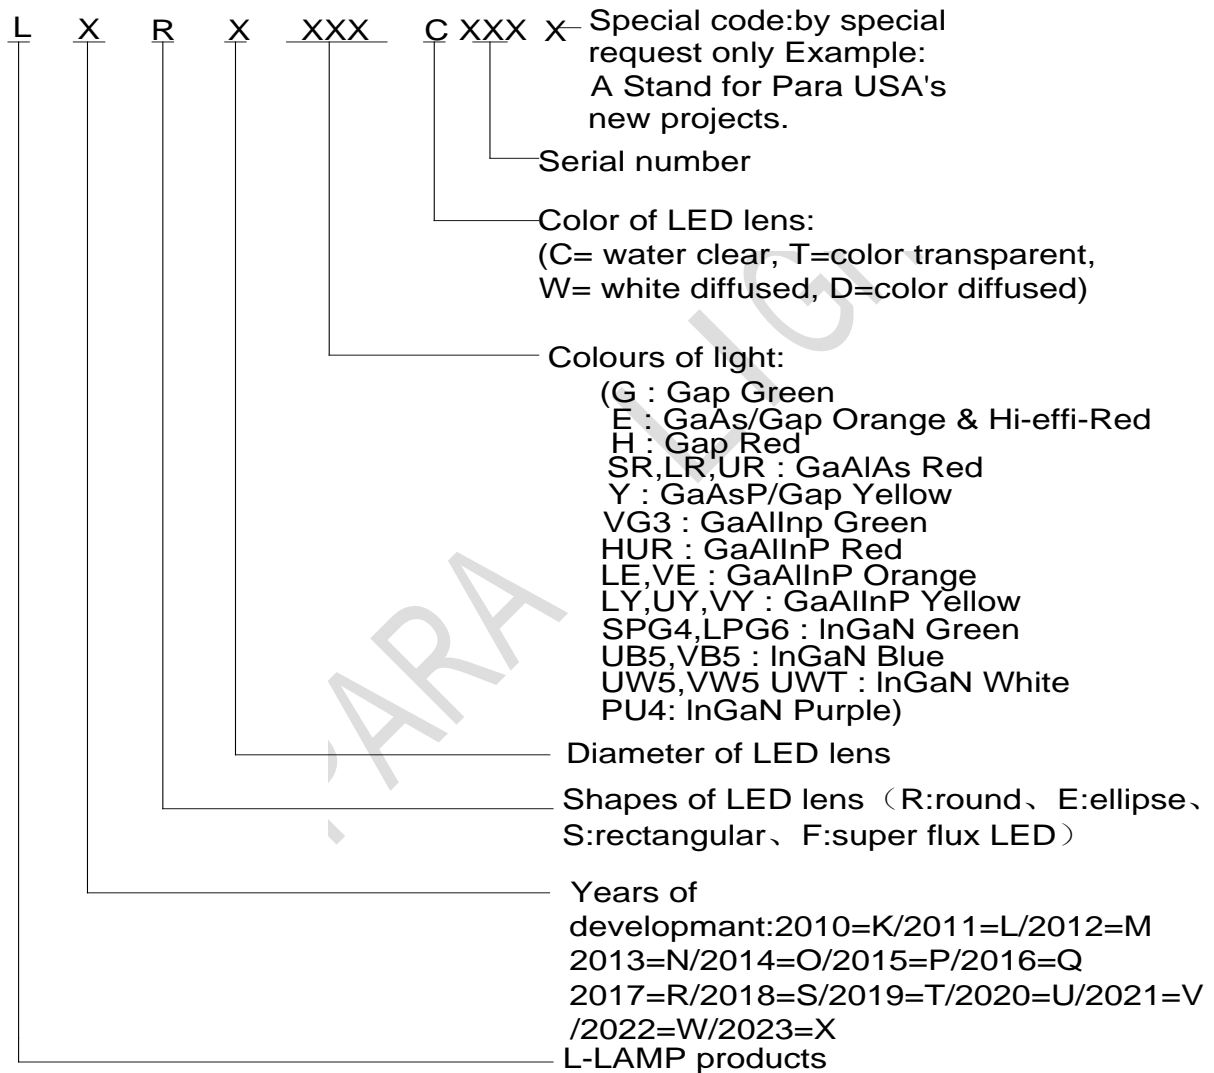 L X R X XXX C XXX X Special code:by special
request only Example:
A Stand for Para USA's
new projects.
Serial number
Color of LED lens:
(C= water clear, T=color transparent,
W= white diffused, D=color diffused)
Colours of light:
(G : Gap Green
E : GaAs/Gap Orange & Hi-effi-Red
H : Gap Red
SR,LR,UR : GaAlAs Red
Y : GaAsP/Gap Yellow
VG3 : GaAlInp Green
HUR : GaAlInP Red
LE,VE : GaAlInP Orange
LY,UY,VY : GaAlInP Yellow
SPG4,LPG6 : InGaN Green
UB5,VB5 : InGaN Blue
UW5,VW5 UWT : InGaN White
PU4: InGaN Purple)
Diameter of LED lens
Shapes of LED lens（R:round、E:ellipse、
S:rectangular、F:super flux LED）
Years of
developmant:2010=K/2011=L/2012=M
2013=N/2014=O/2015=P/2016=Q
2017=R/2018=S/2019=T/2020=U/2021=V
/2022=W/2023=X
L-LAMP products
PARA LIG